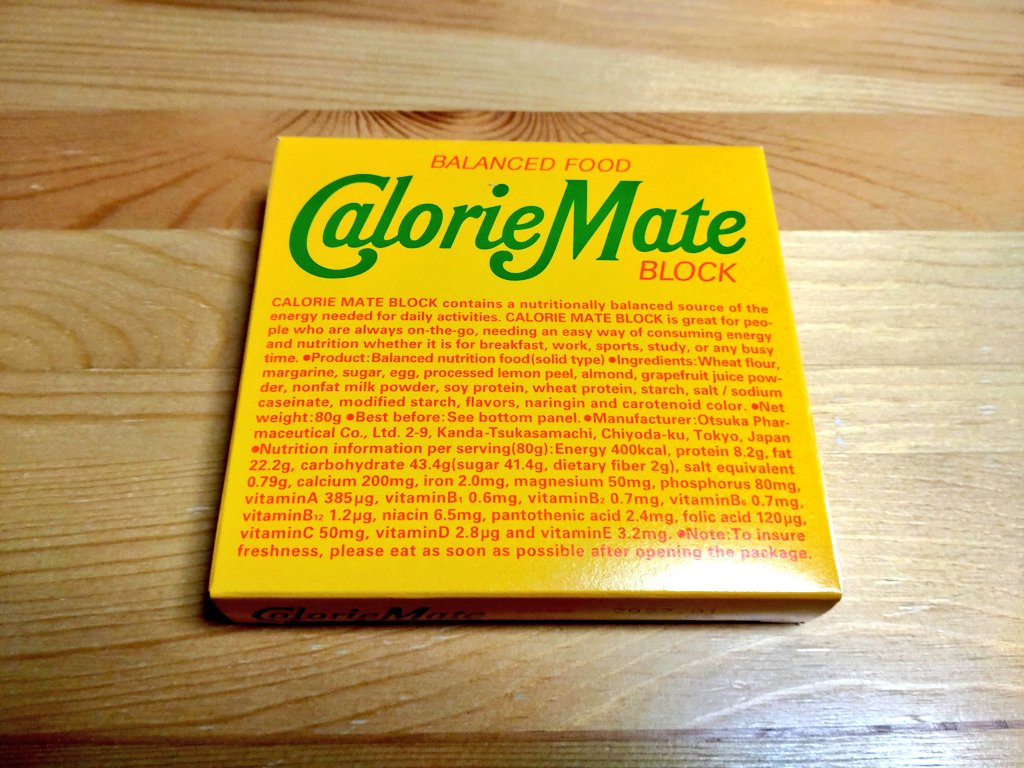 BALANCED FOOD
CalorieMate
BLOCK
CALORIE MATE BLOCK contains a nutritionally balanced source of the
energy needed for daily activities. CALORIE MATE BLOCK is great for peo-
ple who are always on-the-go, needing an easy way of consuming energy
and nutrition whether it is for breakfast, work, sports, study, or any busy
time. ●Product:Balanced nutrition food(solid type) ●Ingredients:Wheat flour,
margarine, sugar, egg, processed lemon peel, almond, grapefruit juice pow-
der, nonfat milk powder, soy protein, wheat protein, starch, salt / sodium
caseinate, modified starch, flavors, naringin and carotenoid color. ●Net
weight:80g ●Best before:See bottom panel. ●Manufacturer:Otsuka Phar-
maceutical Co., Ltd. 2-9, Kanda-Tsukasamachi, Chiyoda-ku, Tokyo, Japan
●Nutrition information per serving(80g):Energy 400kcal, protein 8.2g, fat
22.2g, carbohydrate 43.4g(sugar 41.4g, dietary fiber 2g), salt equivalent
0.79g, calcium 200mg, iron 2.0mg, magnesium 50mg, phosphorus 80mg,
vitaminA 385μg, vitaminB₁ 0.6mg, vitaminB₂ 0.7mg, vitaminB₆ 0.7mg,
vitaminB₁₂ 1.2μg, niacin 6.5mg, pantothenic acid 2.4mg, folic acid 120μg,
vitaminC 50mg, vitaminD 2.8μg and vitaminE 3.2mg. ●Note:To insure
freshness, please eat as soon as possible after opening the package.
CalorieMate